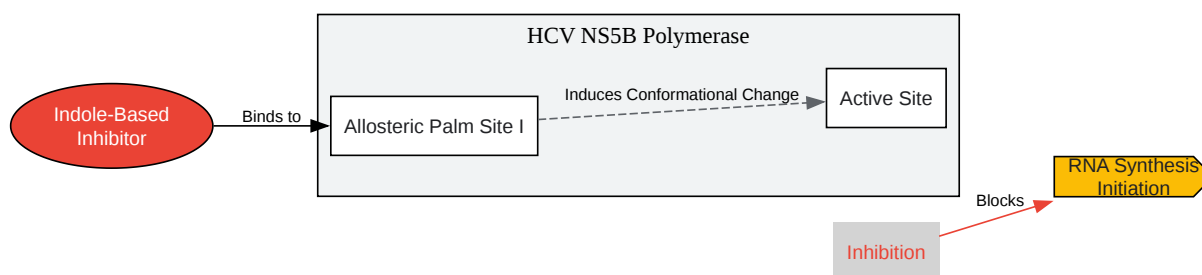 HCV NS5B Polymerase
Indole-Based
Inhibitor
Binds to
Allosteric Palm Site I
Induces Conformational Change
Active Site
RNA Synthesis
Initiation
Blocks
Inhibition